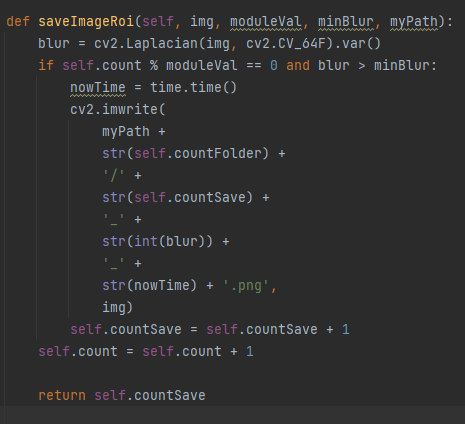 def saveImageRoi(self, img, moduleVal, minBlur, myPath):
    blur = cv2.Laplacian(img, cv2.CV_64F).var()
    if self.count % moduleVal == 0 and blur > minBlur:
        nowTime = time.time()
        cv2.imwrite(
            myPath +
            str(self.countFolder) +
            '/' +
            str(self.countSave) +
            '_' +
            str(int(blur)) +
            '_' +
            str(nowTime) + '.png',
            img)
        self.countSave = self.countSave + 1
    self.count = self.count + 1
    return self.countSave